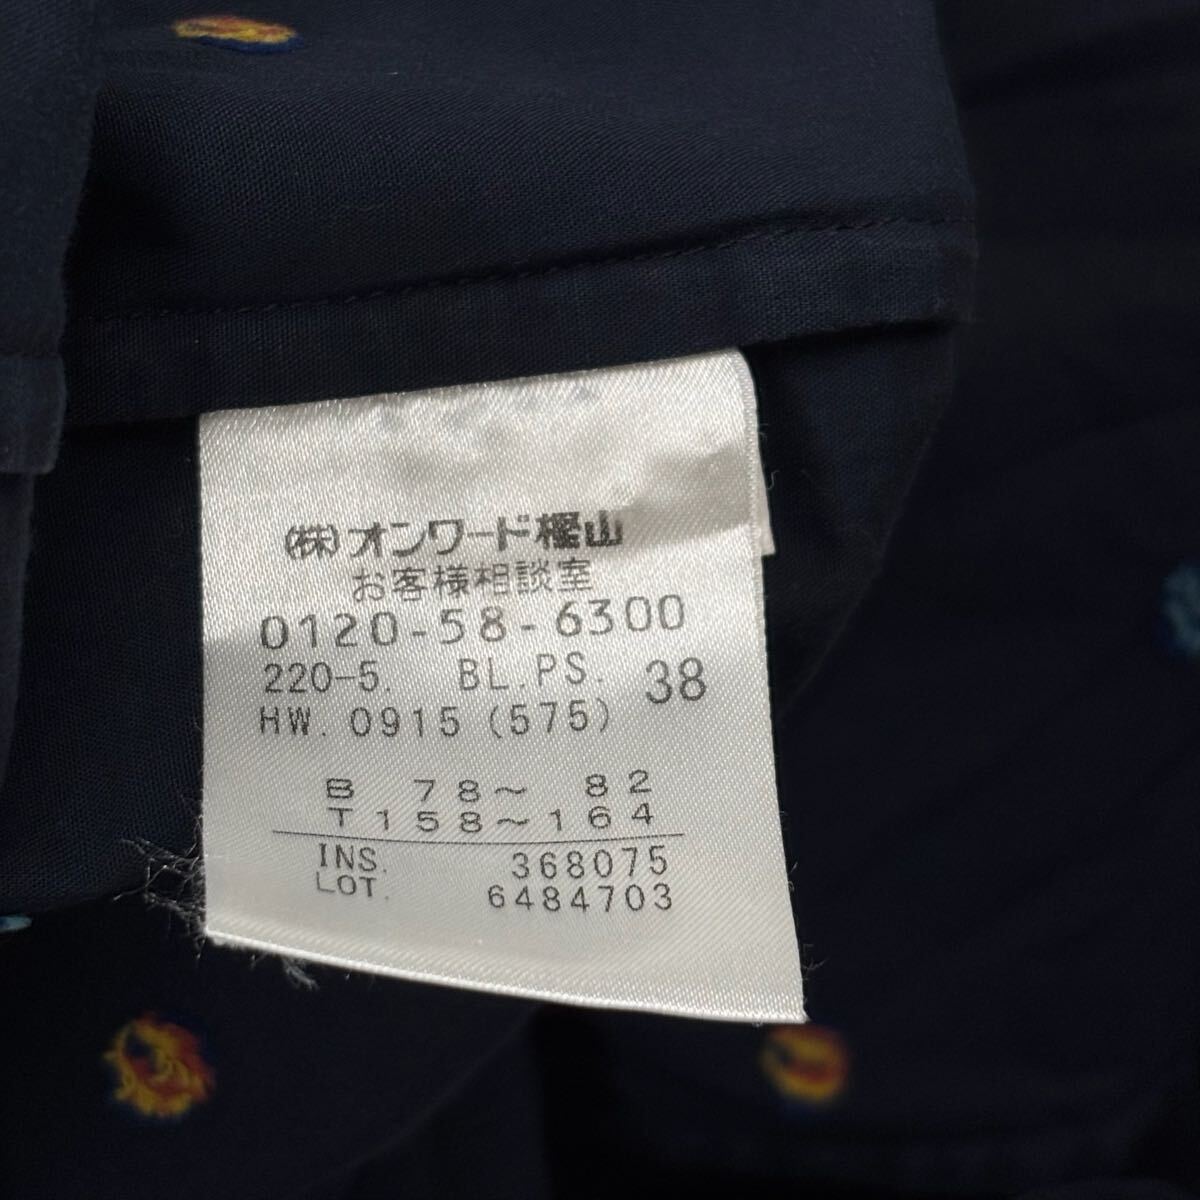 (株)オンワード樫山
お客様相談室
0120-58-6300
220-5. BL.PS. 38
HW. 0915 (575)
B 78～ 82
T 158～164
INS. 368075
LOT. 6484703